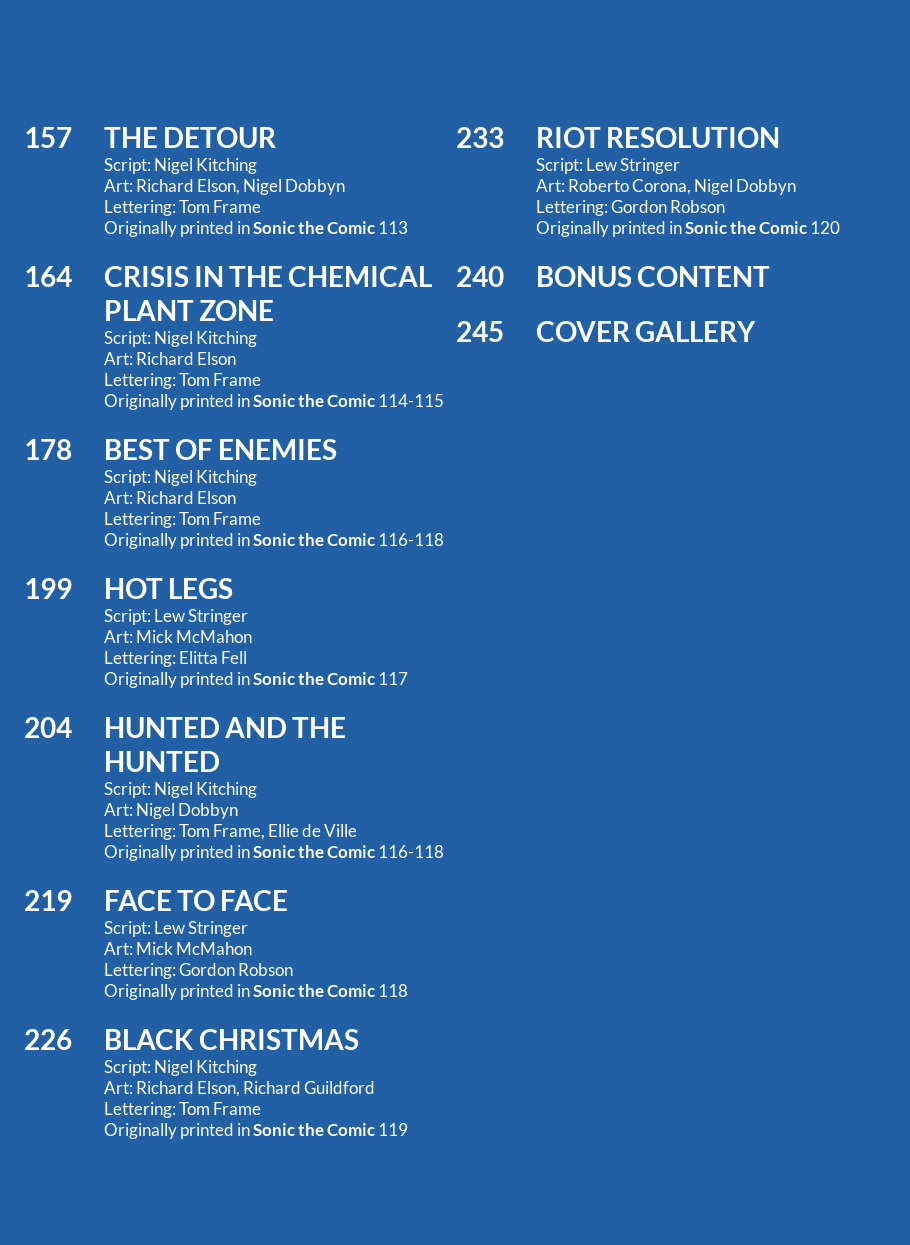 157 THE DETOUR
Script: Nigel Kitching
Art: Richard Elson, Nigel Dobbyn
Lettering: Tom Frame
Originally printed in Sonic the Comic 113
164 CRISIS IN THE CHEMICAL
PLANT ZONE
Script: Nigel Kitching
Art: Richard Elson
Lettering: Tom Frame
Originally printed in Sonic the Comic 114-115
178 BEST OF ENEMIES
Script: Nigel Kitching
Art: Richard Elson
Lettering: Tom Frame
Originally printed in Sonic the Comic 116-118
199 HOT LEGS
Script: Lew Stringer
Art: Mick McMahon
Lettering: Elitta Fell
Originally printed in Sonic the Comic 117
204 HUNTED AND THE
HUNTED
Script: Nigel Kitching
Art: Nigel Dobbyn
Lettering: Tom Frame, Ellie de Ville
Originally printed in Sonic the Comic 116-118
219 FACE TO FACE
Script: Lew Stringer
Art: Mick McMahon
Lettering: Gordon Robson
Originally printed in Sonic the Comic 118
226 BLACK CHRISTMAS
Script: Nigel Kitching
Art: Richard Elson, Richard Guildford
Lettering: Tom Frame
Originally printed in Sonic the Comic 119
233 RIOT RESOLUTION
Script: Lew Stringer
Art: Roberto Corona, Nigel Dobbyn
Lettering: Gordon Robson
Originally printed in Sonic the Comic 120
240 BONUS CONTENT
245 COVER GALLERY